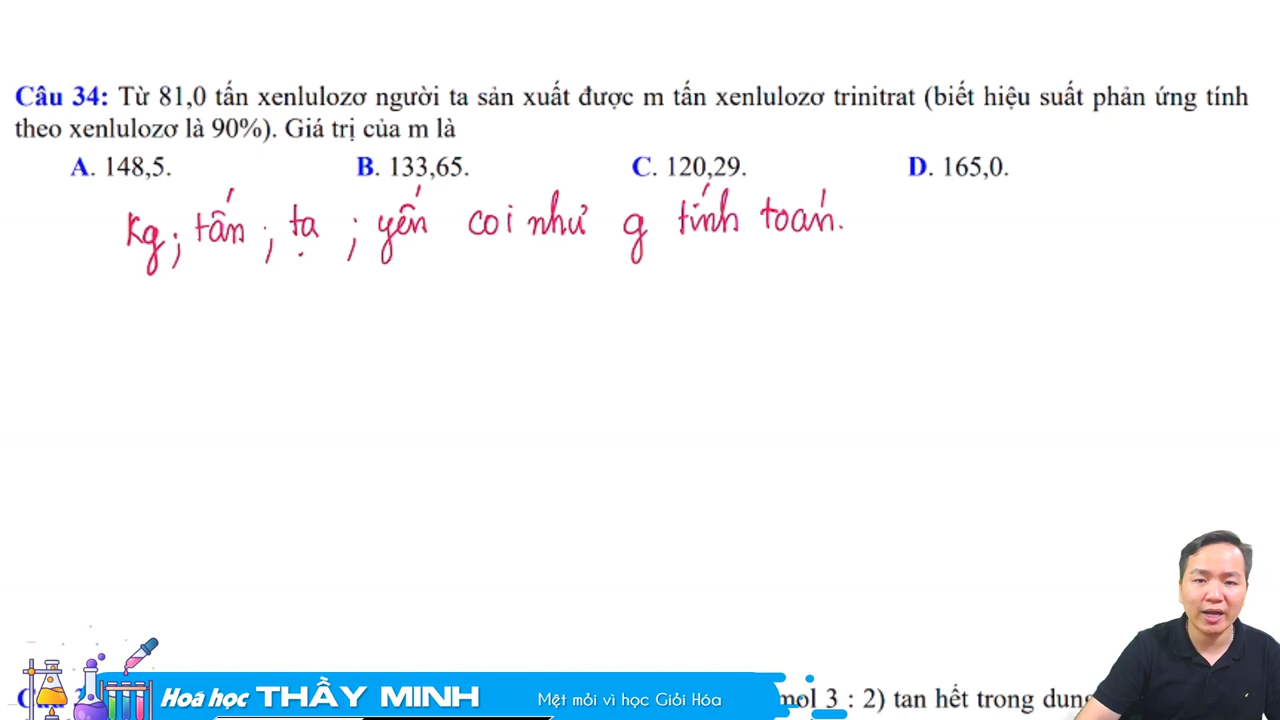 Câu 34: Từ 81,0 tấn xenlulozơ người ta sản xuất được m tấn xenlulozơ trinitrat (biết hiệu suất phản ứng tính
theo xenlulozơ là 90%). Giá trị của m là
A. 148,5. B. 133,65. C. 120,29. D. 165,0.
Kg; tấn; tạ; yến coi như g tính toán.
Hoá học THẦY MINH Mệt mỏi vì học Giỏi Hóa
mol 3 : 2) tan hết trong dung